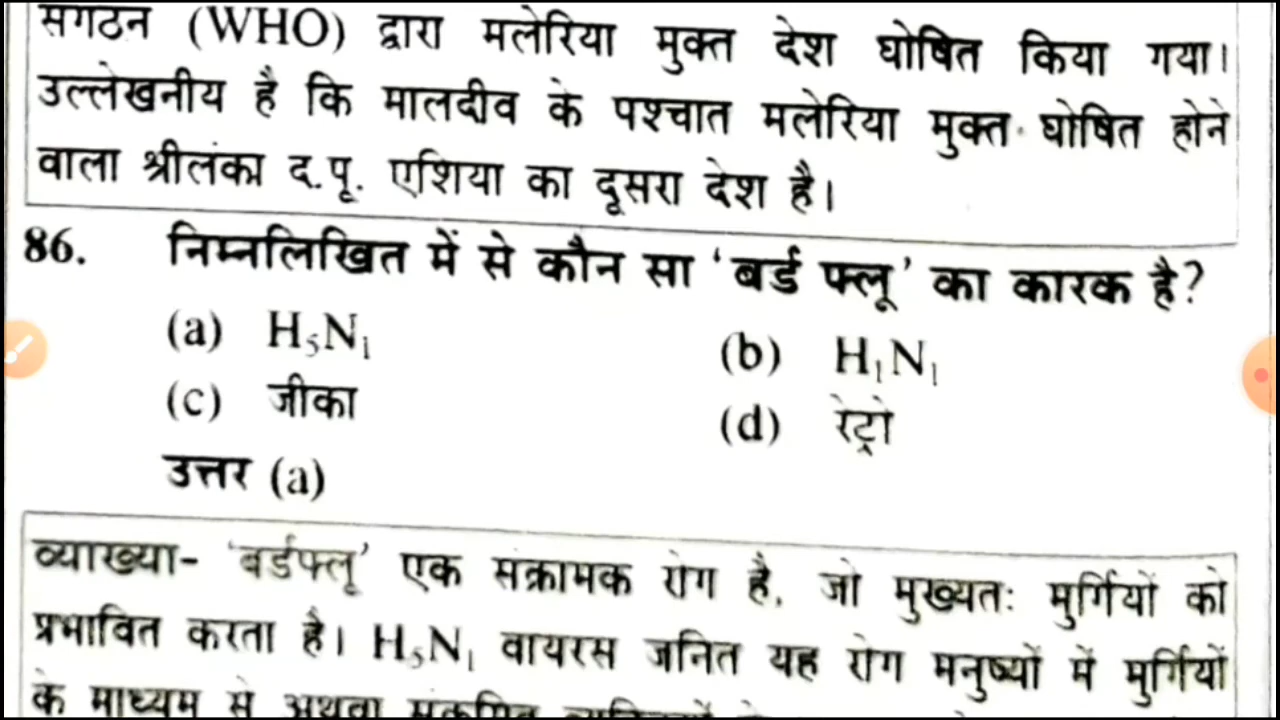 संगठन (WHO) द्वारा मलेरिया मुक्त देश घोषित किया गया।
उल्लेखनीय है कि मालदीव के पश्चात मलेरिया मुक्त घोषित होने
वाला श्रीलंका द.पू. एशिया का दूसरा देश है।
86. निम्नलिखित में से कौन सा 'बर्ड फ्लू' का कारक है?
(a) H₅N₁ (b) H₁N₁
(c) जीका (d) रेट्रो
उत्तर (a)
व्याख्या- 'बर्डफ्लू' एक संक्रामक रोग है, जो मुख्यतः मुर्गियों को
प्रभावित करता है। H₅N₁ वायरस जनित यह रोग मनुष्यों में मुर्गियों
के माध्यम से अथवा